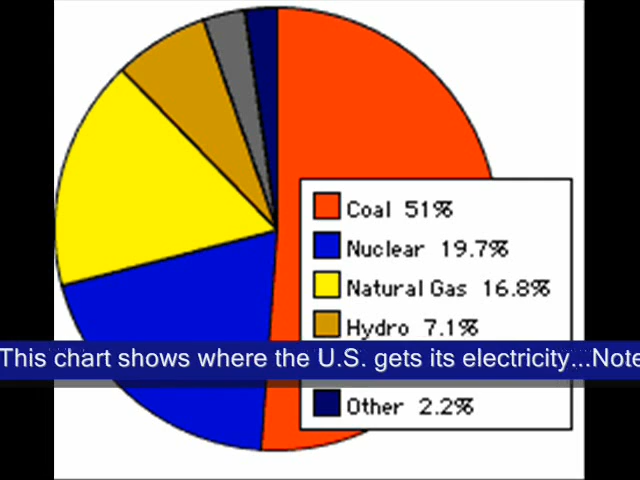 Coal 51%
Nuclear 19.7%
Natural Gas 16.8%
Hydro 7.1%
This chart shows where the U.S. gets its electricity...Note
Other 2.2%